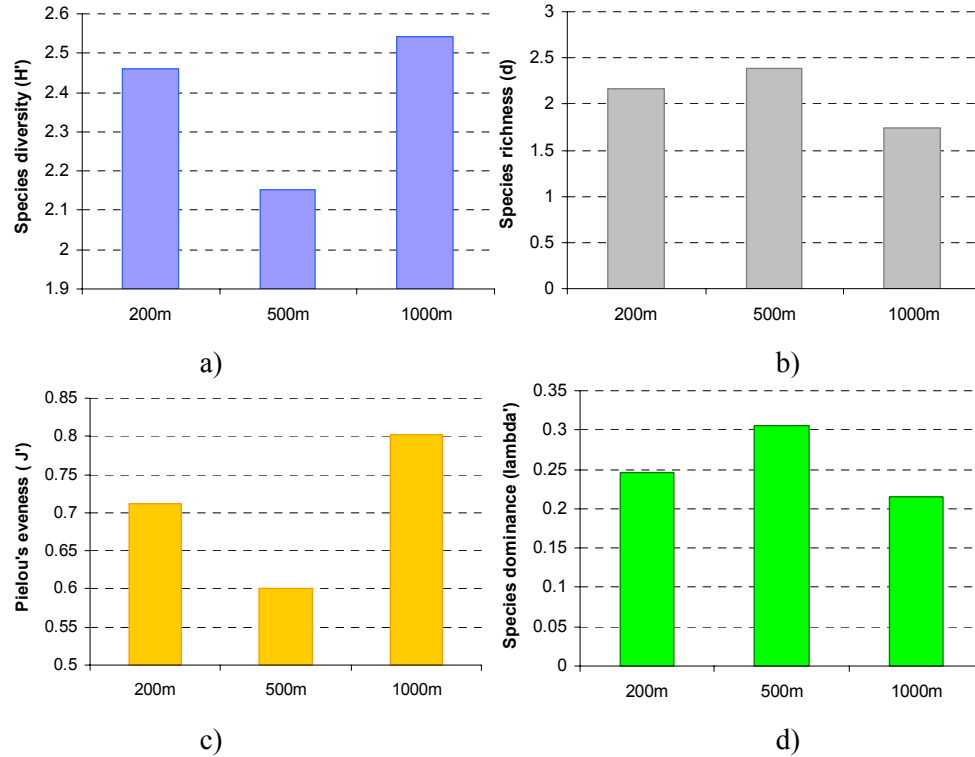 Species diversity (H')
2.6
2.5
2.4
2.3
2.2
2.1
2
1.9
200m 500m 1000m
a)
Species richness (d)
3
2.5
2
1.5
1
0.5
0
200m 500m 1000m
b)
Pielou's eveness ( J')
0.85
0.8
0.75
0.7
0.65
0.6
0.55
0.5
200m 500m 1000m
c)
Species dominance (lambda')
0.35
0.3
0.25
0.2
0.15
0.1
0.05
0
200m 500m 1000m
d)